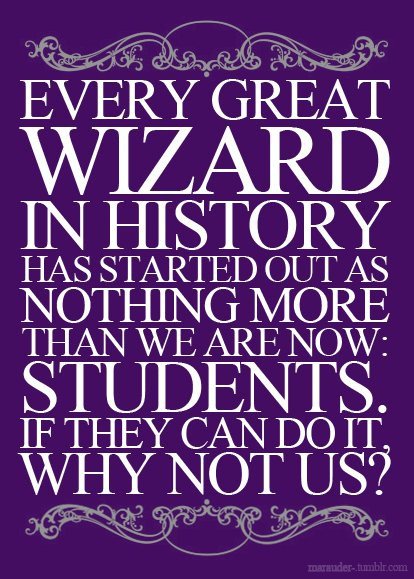 EVERY GREAT
WIZARD
IN HISTORY
HAS STARTED OUT AS
NOTHING MORE
THAN WE ARE NOW:
STUDENTS.
IF THEY CAN DO IT,
WHY NOT US?
marauder-.tumblr.com